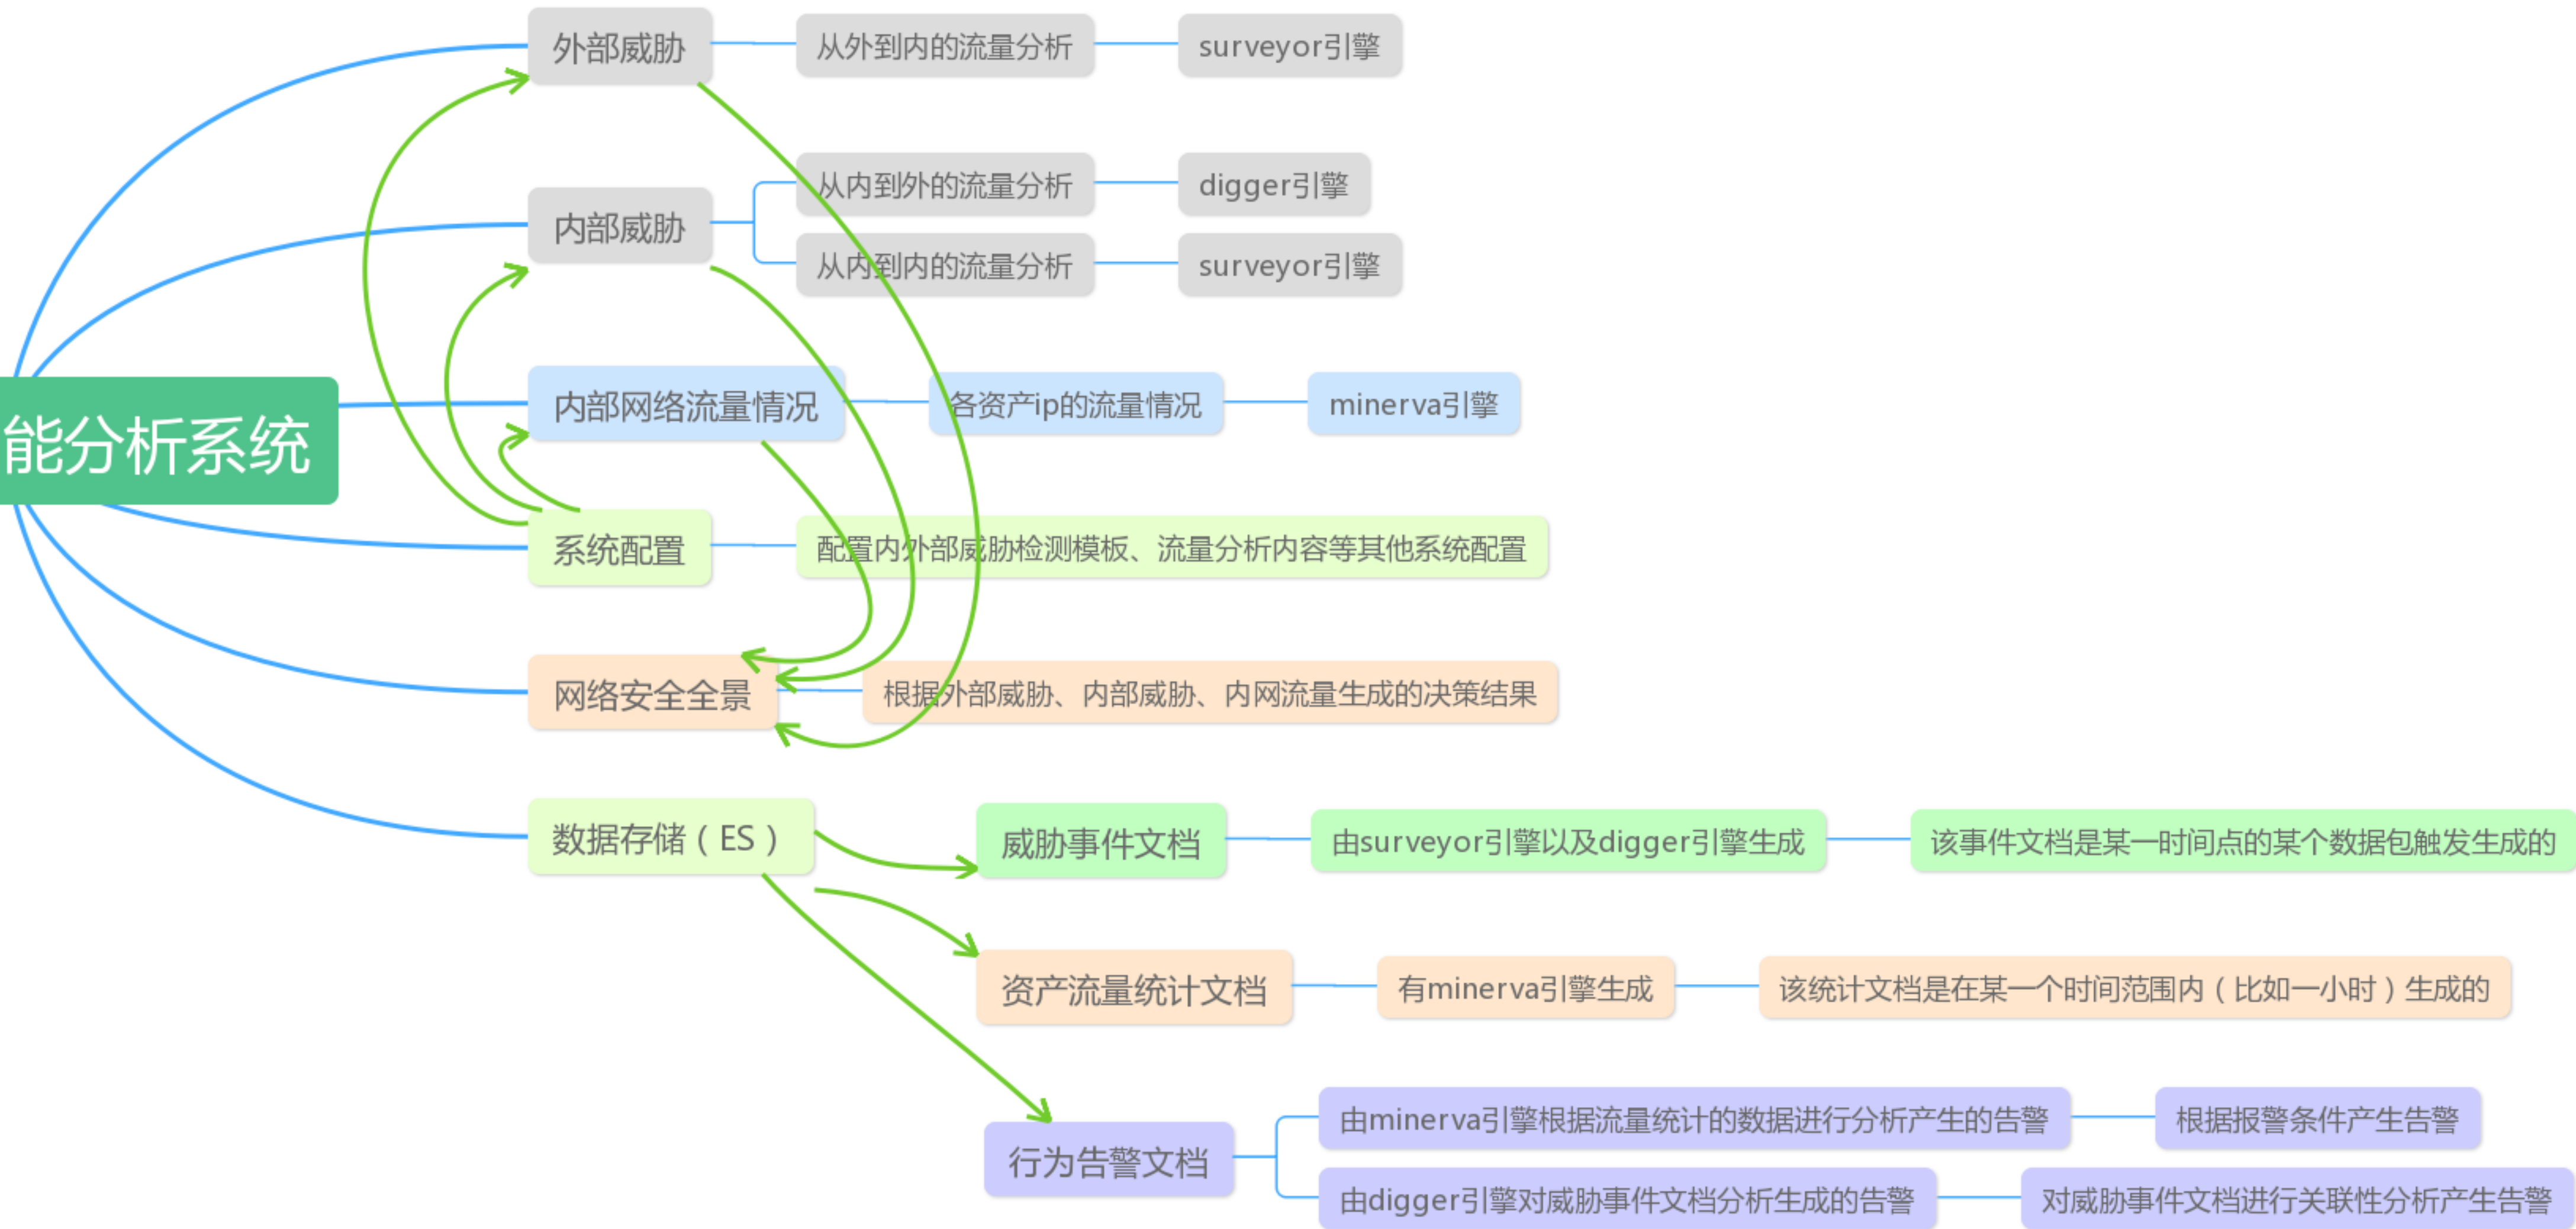 外部威胁
从外到内的流量分析
surveyor引擎
内部威胁
从内到外的流量分析
digger引擎
从内到内的流量分析
surveyor引擎
能分析系统
内部网络流量情况
各资产ip的流量情况
minerva引擎
系统配置
配置内外部威胁检测模板、流量分析内容等其他系统配置
网络安全全景
根据外部威胁、内部威胁、内网流量生成的决策结果
数据存储（ES）
威胁事件文档
由surveyor引擎以及digger引擎生成
该事件文档是某一时间点的某个数据包触发生成的
资产流量统计文档
有minerva引擎生成
该统计文档是在某一个时间范围内（比如一小时）生成的
行为告警文档
由minerva引擎根据流量统计的数据进行分析产生的告警
根据报警条件产生告警
由digger引擎对威胁事件文档分析生成的告警
对威胁事件文档进行关联性分析产生告警